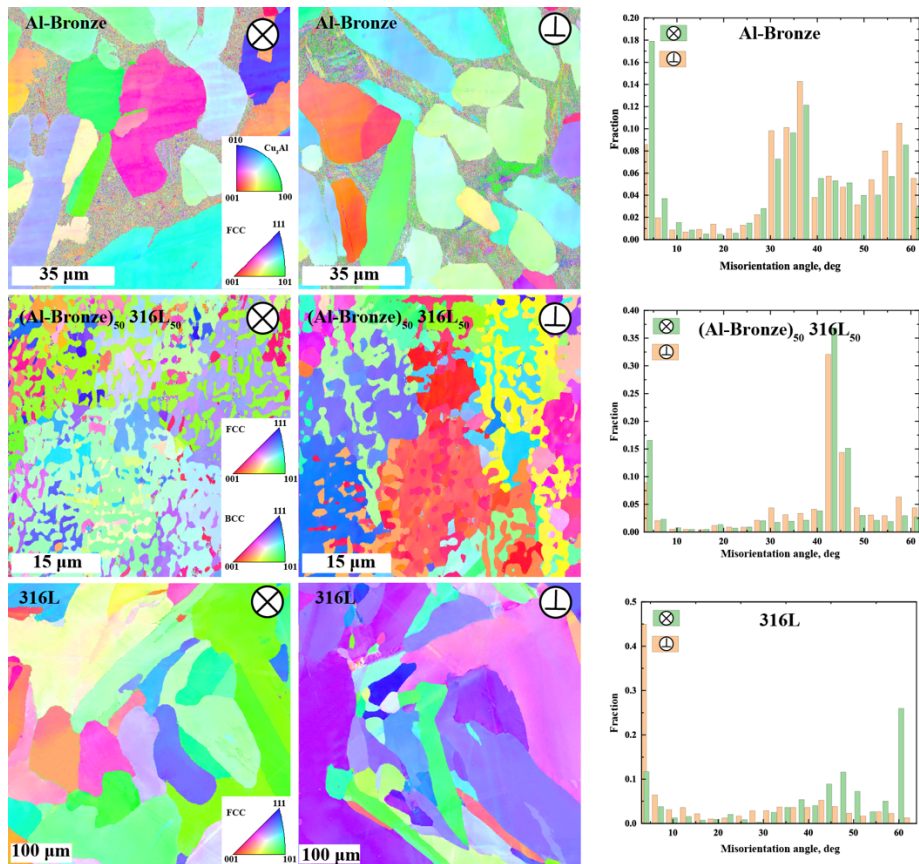 Al-Bronze
010
Cu₃Al
001
100
FCC
111
001
101
35 μm
Al-Bronze
35 μm
Al-Bronze
0.20
0.18
0.16
0.14
0.12
0.10
0.08
0.06
0.04
0.02
0.00
Fraction
10 20 30 40 50 60
Misorientation angle, deg
(Al-Bronze)₅₀ 316L₅₀
FCC
111
001
101
BCC
111
001
101
15 μm
(Al-Bronze)₅₀ 316L₅₀
15 μm
(Al-Bronze)₅₀ 316L₅₀
0.40
0.35
0.30
0.25
0.20
0.15
0.10
0.05
0.00
Fraction
10 20 30 40 50 60
Misorientation angle, deg
316L
FCC
111
001
101
100 μm
316L
100 μm
316L
0.5
0.4
0.3
0.2
0.1
0.0
Fraction
10 20 30 40 50 60
Misorientation angle, deg